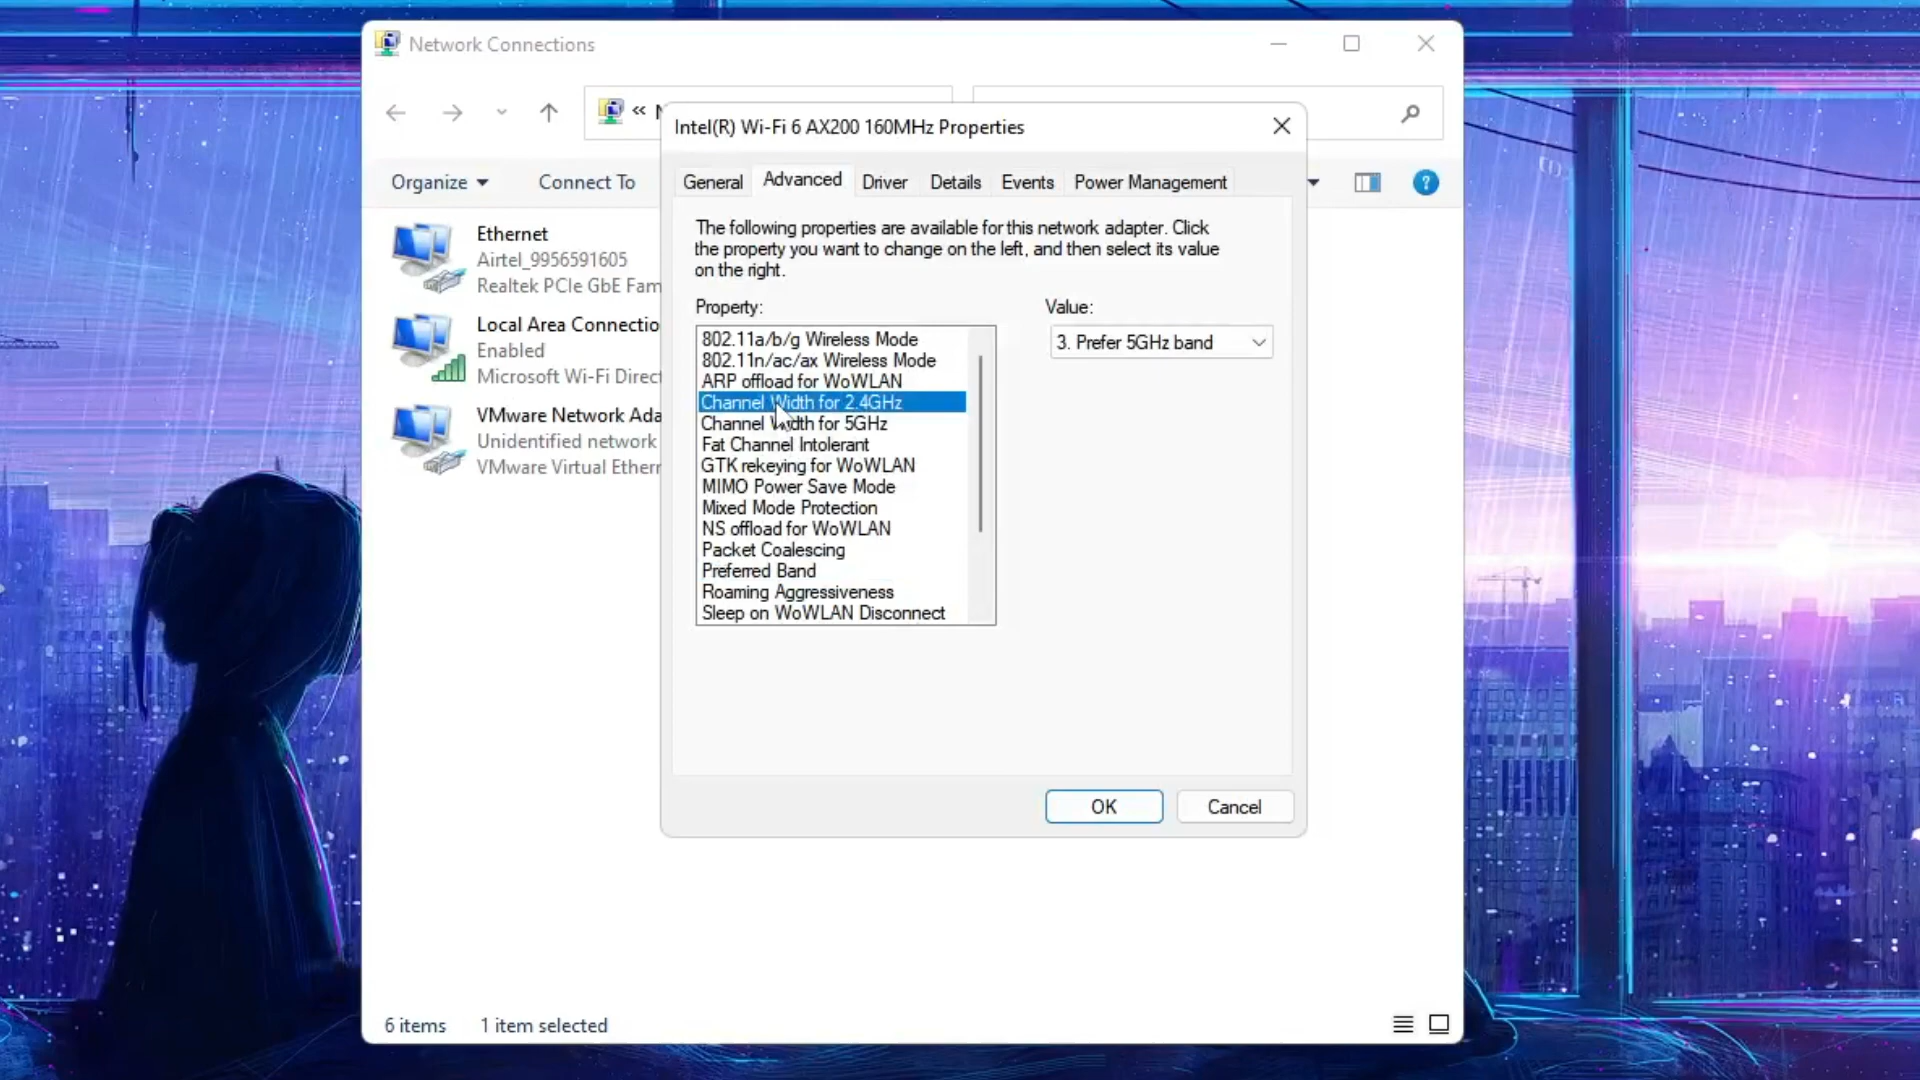 Network Connections
«
Intel(R) Wi-Fi 6 AX200 160MHz Properties
Organize
Connect To
General
Advanced
Driver
Details
Events
Power Management
?
The following properties are available for this network adapter. Click
the property you want to change on the left, and then select its value
on the right.
Ethernet
Airtel_9956591605
Realtek PCIe GbE Fam
Local Area Connectio
Enabled
Microsoft Wi-Fi Direct
VMware Network Ada
Unidentified network
VMware Virtual Etherr
Property:
802.11a/b/g Wireless Mode
802.11n/ac/ax Wireless Mode
ARP offload for WoWLAN
Channel Width for 2.4GHz
Channel Width for 5GHz
Fat Channel Intolerant
GTK rekeying for WoWLAN
MIMO Power Save Mode
Mixed Mode Protection
NS offload for WoWLAN
Packet Coalescing
Preferred Band
Roaming Aggressiveness
Sleep on WoWLAN Disconnect
Value:
3. Prefer 5GHz band
OK
Cancel
6 items
1 item selected